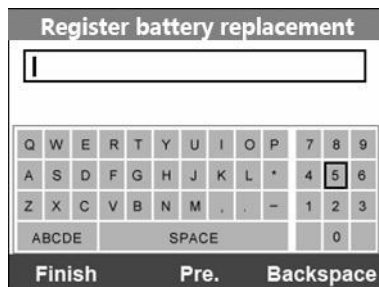 Register battery replacement
Q W E R T Y U I O P 7 8 9
A S D F G H J K L * 4 5 6
Z X C V B N M , . - 1 2 3
ABCDE SPACE 0
Finish Pre. Backspace